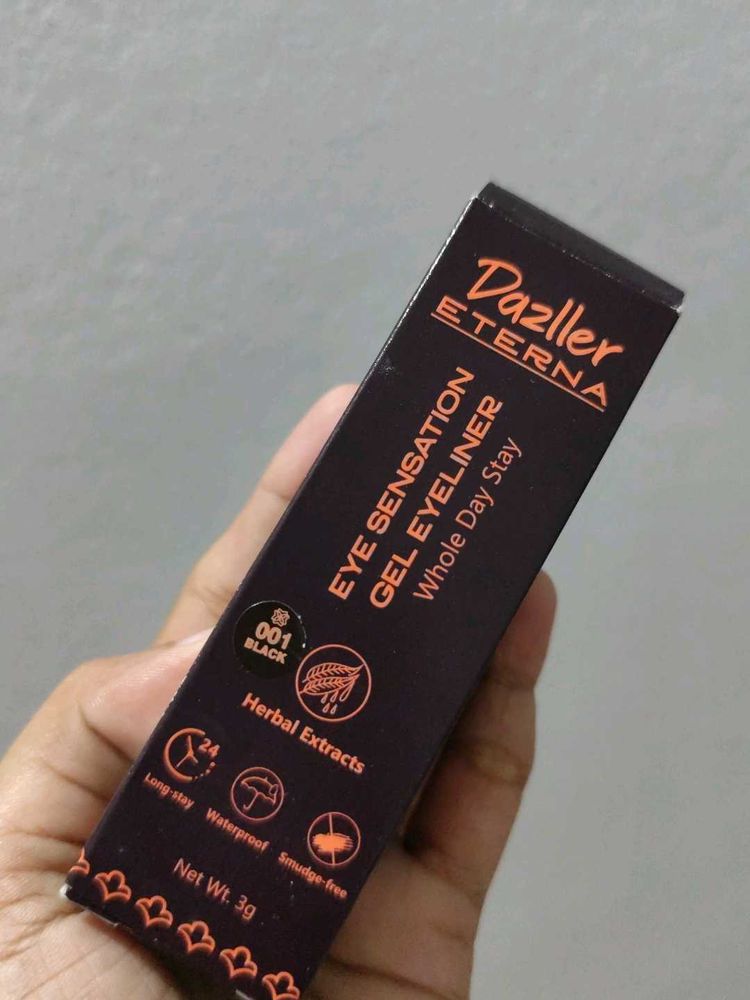 Dazller
ETERNA
EYE SENSATION
GEL EYELINER
Whole Day Stay
001
BLACK
Herbal Extracts
24
Long-stay
Waterproof
Smudge-free
Net Wt. 3g